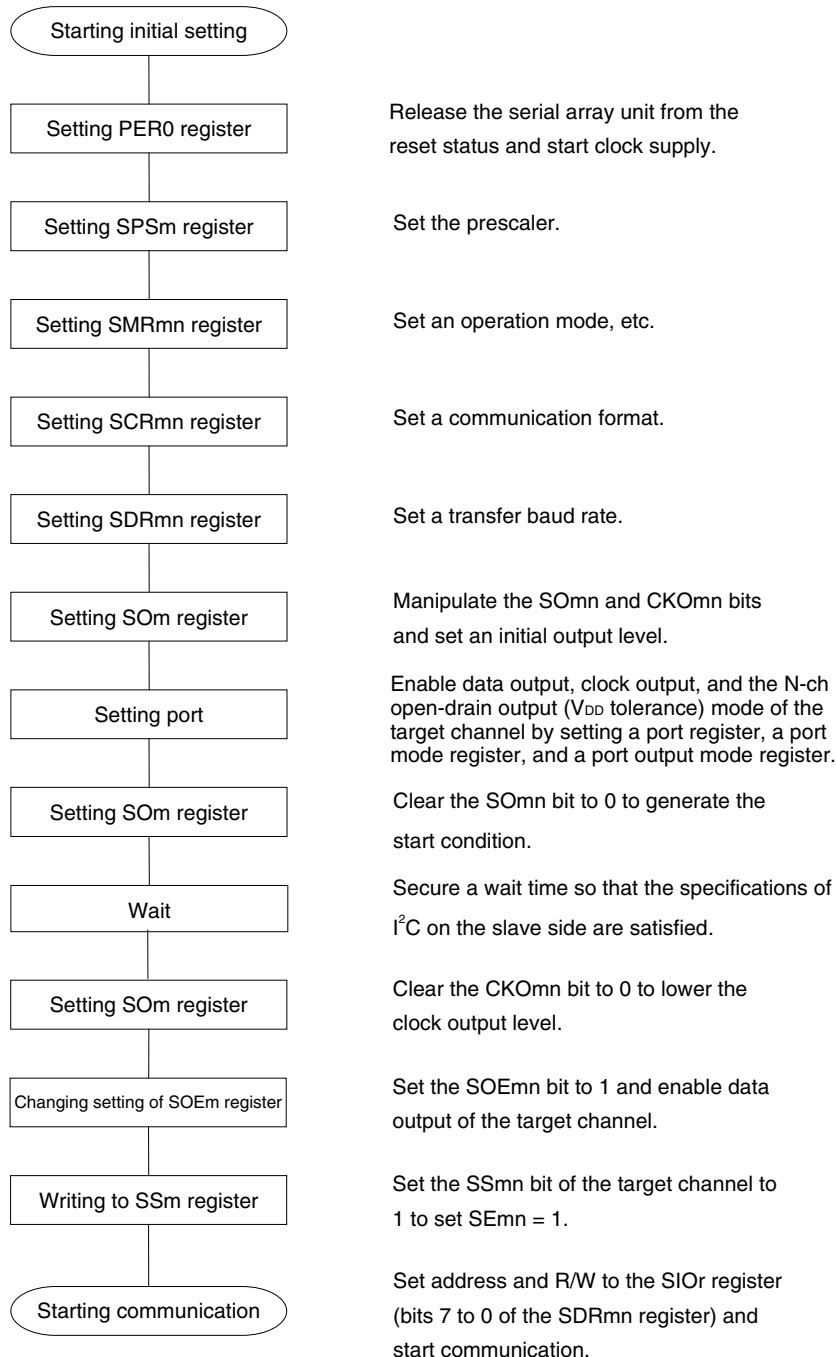 Starting initial setting
Setting PER0 register
Release the serial array unit from the
reset status and start clock supply.
Setting SPSm register
Set the prescaler.
Setting SMRmn register
Set an operation mode, etc.
Setting SCRmn register
Set a communication format.
Setting SDRmn register
Set a transfer baud rate.
Setting SOm register
Manipulate the SOmn and CKOmn bits
and set an initial output level.
Setting port
Enable data output, clock output, and the N-ch
open-drain output (VDD tolerance) mode of the
target channel by setting a port register, a port
mode register, and a port output mode register.
Setting SOm register
Clear the SOmn bit to 0 to generate the
start condition.
Wait
Secure a wait time so that the specifications of
I²C on the slave side are satisfied.
Setting SOm register
Clear the CKOmn bit to 0 to lower the
clock output level.
Changing setting of SOEm register
Set the SOEmn bit to 1 and enable data
output of the target channel.
Writing to SSm register
Set the SSmn bit of the target channel to
1 to set SEmn = 1.
Starting communication
Set address and R/W to the SIOr register
(bits 7 to 0 of the SDRmn register) and
start communication.